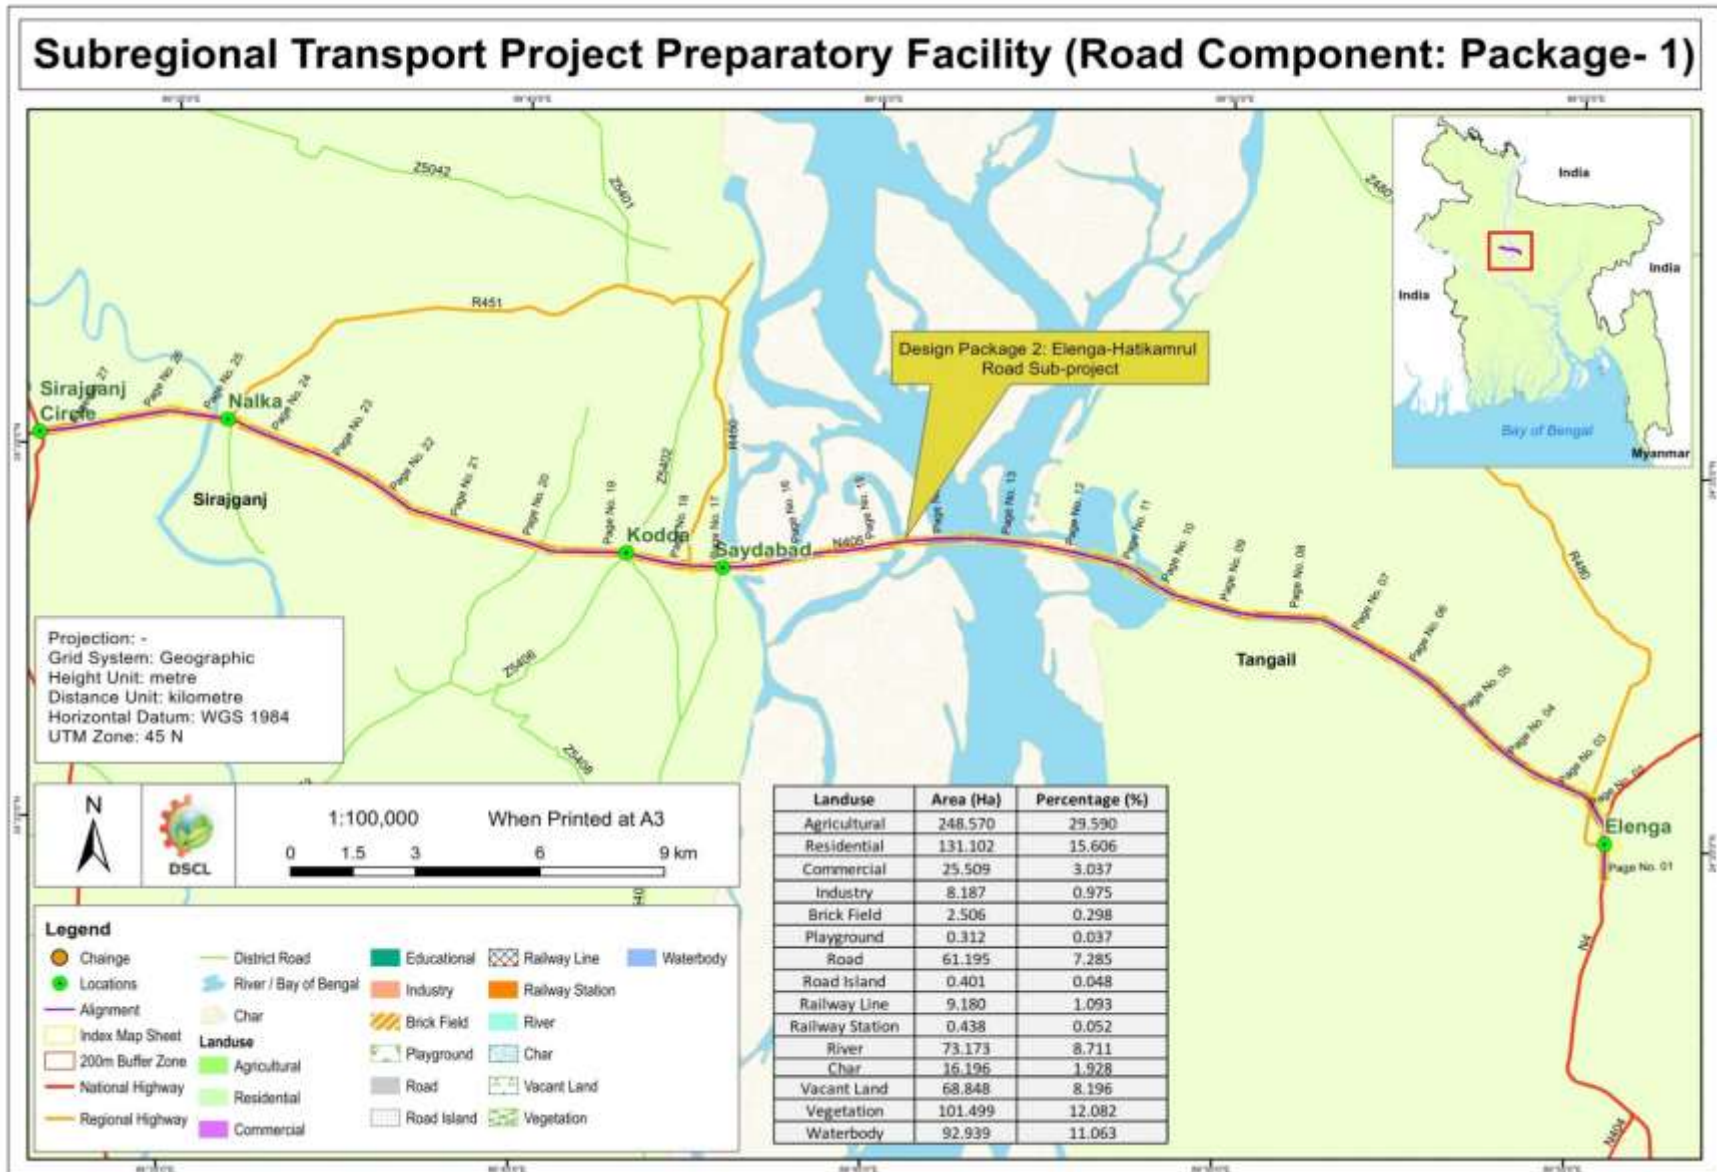 Subregional Transport Project Preparatory Facility (Road Component: Package- 1)
Z5042
Z5401
Z480
India
India
India
Bay of Bengal
Myanmar
R451
Design Package 2: Elenga-Hatikamrul
Road Sub-project
Sirajganj
Circle
27
Page No. 26
Page No. 25
Nalka
Page No. 24
Page No. 23
Page No. 22
Page No. 21
Page No. 20
Page No. 19
Z5402
Page No. 18
R450
Page No. 17
Page No. 16
Page No. 15
Page No. 13
Page No. 12
Page No. 11
Page No. 10
Page No. 09
Page No. 08
Page No. 07
Page No. 06
Page No. 05
Page No. 04
Page No. 03
Page No. 01
R480
Sirajganj
Kodda
Saydabad
N405
Tangail
Elenga
Z5406
Z5408
N4
N404
Projection: -
Grid System: Geographic
Height Unit: metre
Distance Unit: kilometre
Horizontal Datum: WGS 1984
UTM Zone: 45 N
N
DSCL
1:100,000 When Printed at A3
0 1.5 3 6 9 km
Legend
Chainge
Locations
Alignment
Index Map Sheet
200m Buffer Zone
National Highway
Regional Highway
District Road
River / Bay of Bengal
Char
Landuse
Agricultural
Residential
Commercial
Educational
Industry
Brick Field
Playground
Road
Road Island
Railway Line
Railway Station
River
Char
Vacant Land
Vegetation
Waterbody
Landuse Area (Ha) Percentage (%)
Agricultural 248.570 29.590
Residential 131.102 15.606
Commercial 25.509 3.037
Industry 8.187 0.975
Brick Field 2.506 0.298
Playground 0.312 0.037
Road 61.195 7.285
Road Island 0.401 0.048
Railway Line 9.180 1.093
Railway Station 0.438 0.052
River 73.173 8.711
Char 16.196 1.928
Vacant Land 68.848 8.196
Vegetation 101.499 12.082
Waterbody 92.939 11.063